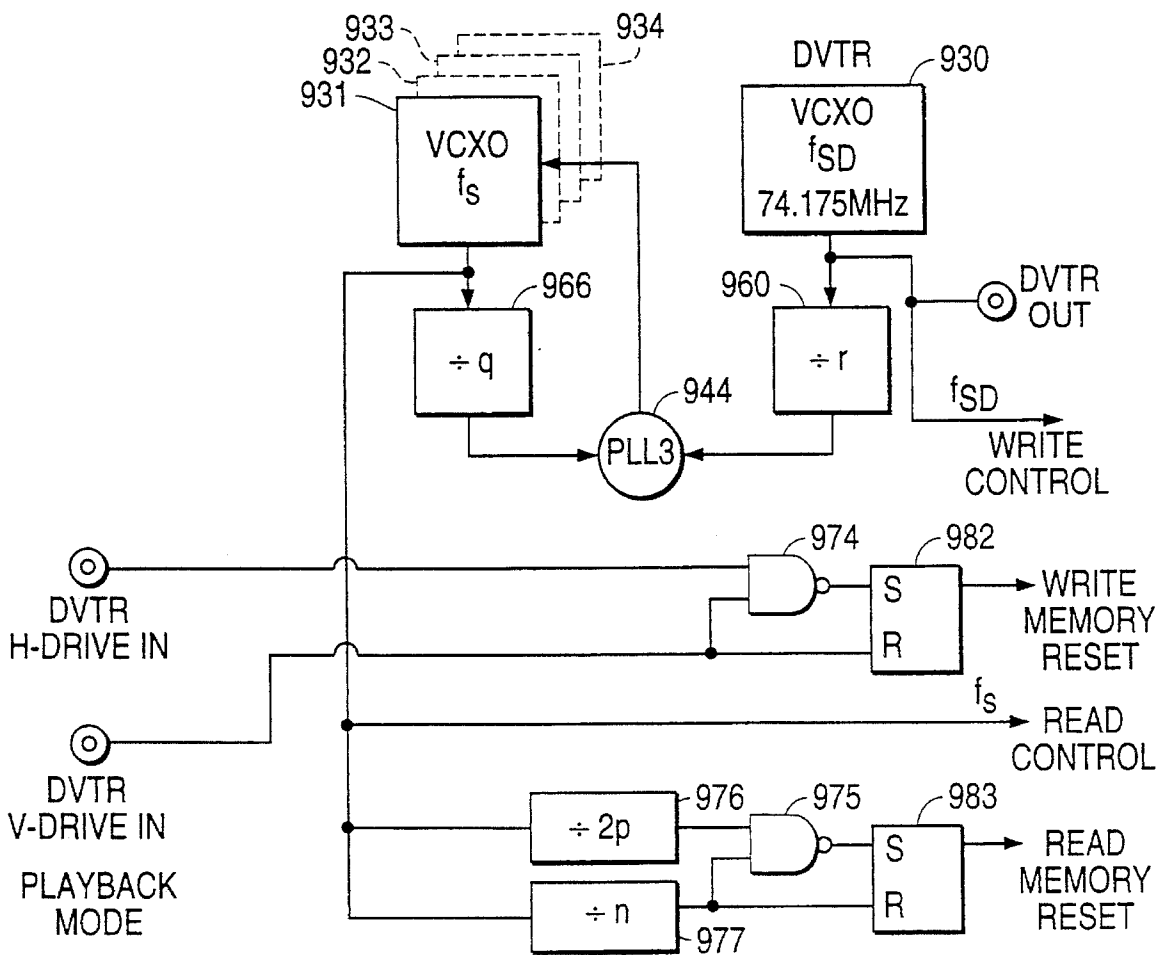 933
934
932
931
DVTR
930
VCXO
fS
VCXO
fSD
74.175MHz
966
960
DVTR
OUT
÷ q
÷ r
944
PLL3
fSD
WRITE
CONTROL
974
982
S
R
WRITE
MEMORY
RESET
DVTR
H-DRIVE IN
fS
READ
CONTROL
DVTR
V-DRIVE IN
976
975
983
÷ 2p
S
R
READ
MEMORY
RESET
PLAYBACK
MODE
÷ n
977